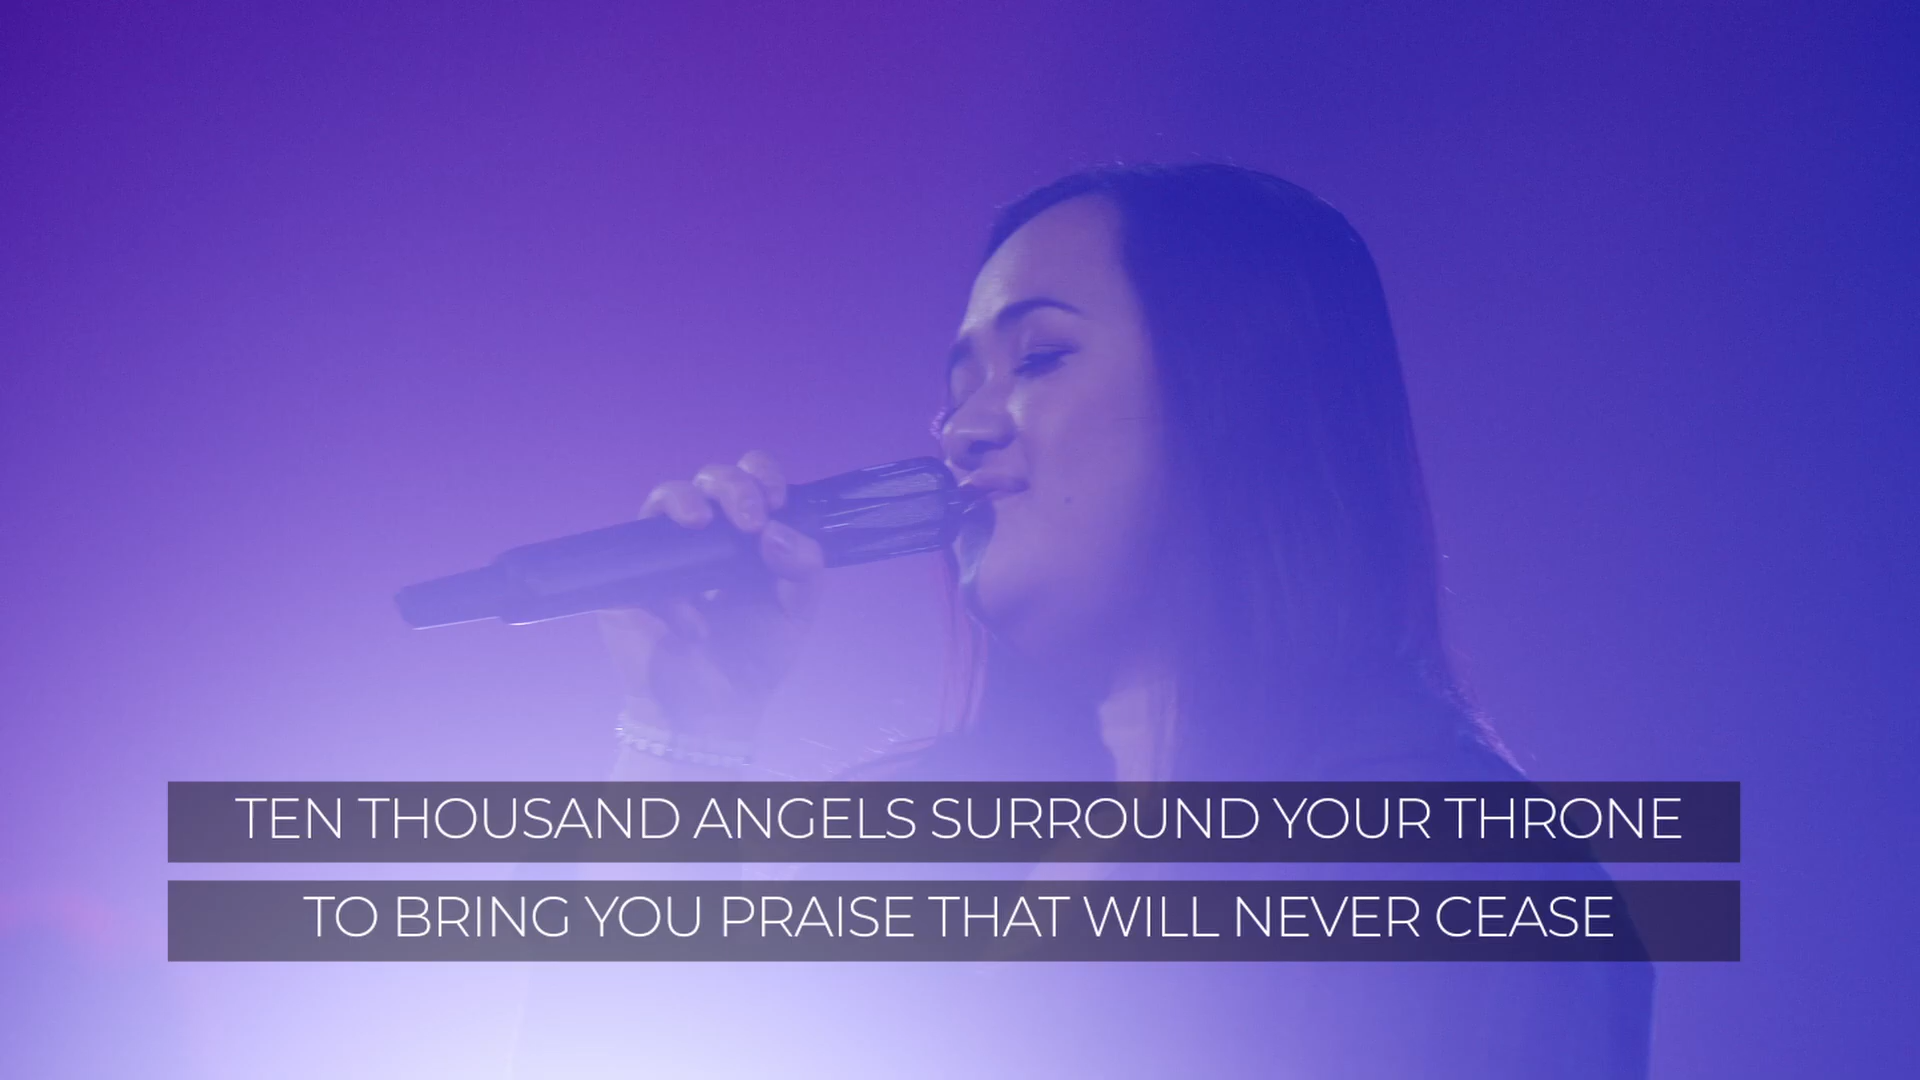 TEN THOUSAND ANGELS SURROUND YOUR THRONE
TO BRING YOU PRAISE THAT WILL NEVER CEASE